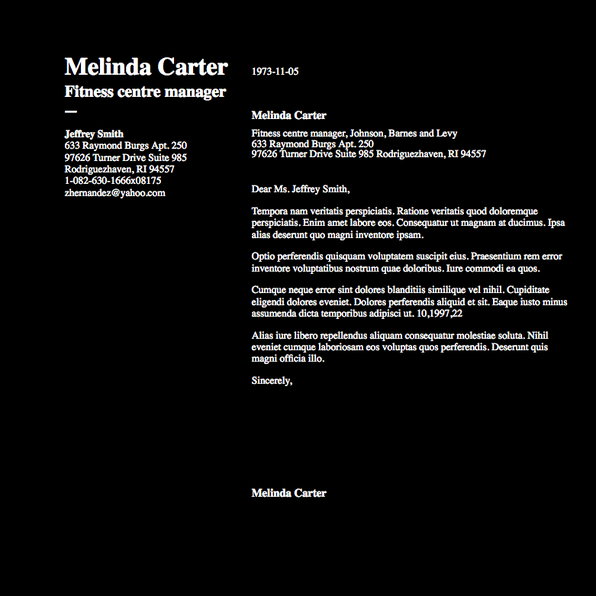 Melinda Carter
Fitness centre manager
—
Jeffrey Smith
633 Raymond Burgs Apt. 250
97626 Turner Drive Suite 985
Rodriguezhaven, RI 94557
1-082-630-1666x08175
zhernandez@yahoo.com
1973-11-05
Melinda Carter
Fitness centre manager, Johnson, Barnes and Levy
633 Raymond Burgs Apt. 250
97626 Turner Drive Suite 985 Rodriguezhaven, RI 94557
Dear Ms. Jeffrey Smith,
Tempora nam veritatis perspiciatis. Ratione veritatis quod doloremque
perspiciatis. Enim amet labore eos. Consequatur ut magnam at ducimus. Ipsa
alias deserunt quo magni inventore ipsam.
Optio perferendis quisquam voluptatem suscipit eius. Praesentium rem error
inventore voluptatibus nostrum quae doloribus. Iure commodi ea quos.
Cumque neque error sint dolores blanditiis similique vel nihil. Cupiditate
eligendi dolores eveniet. Dolores perferendis aliquid et sit. Eaque iusto minus
assumenda dicta temporibus adipisci ut. 10,1997,22
Alias iure libero repellendus aliquam consequatur molestiae soluta. Nihil
eveniet cumque laboriosam eos voluptas quos perferendis. Deserunt quis
magni officia illo.
Sincerely,
Melinda Carter